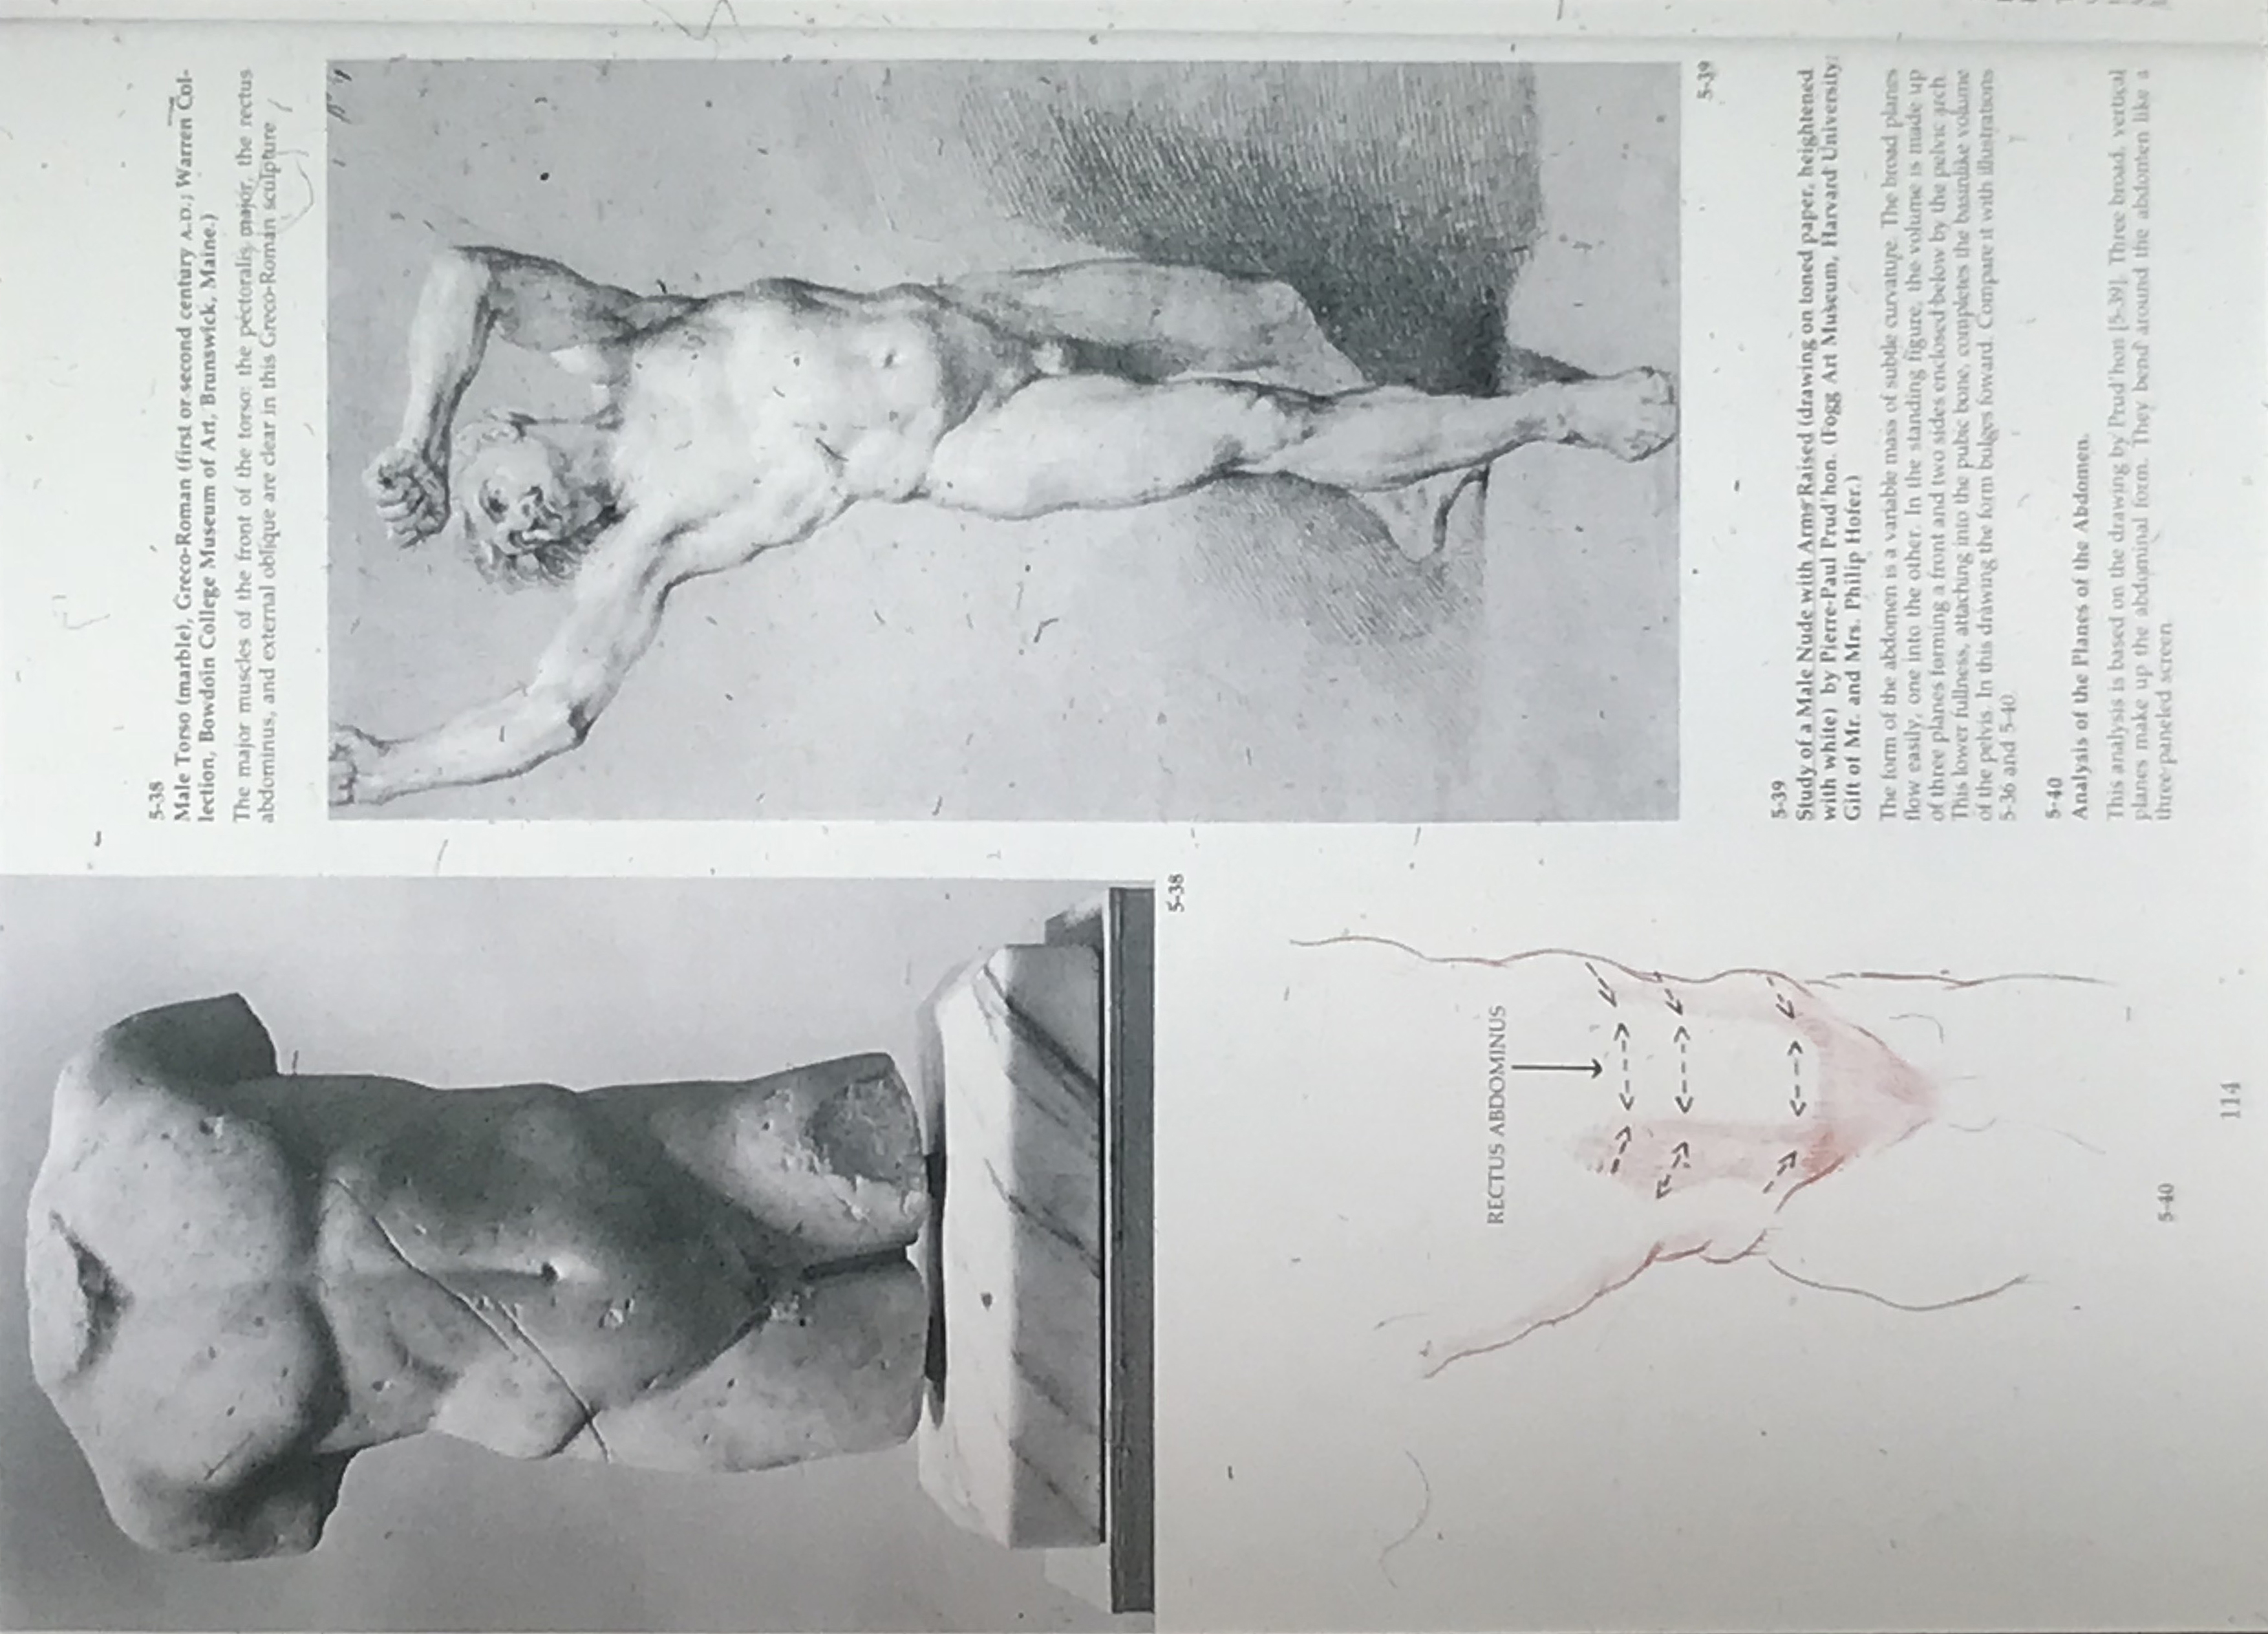 5-38
Male Torso (marble), Greco-Roman (first or second century A.D.; Warren Col-
lection, Bowdoin College Museum of Art, Brunswick, Maine.)
The major muscles of the front of the torso: the pectoralis major, the rectus
abdominus, and external oblique are clear in this Greco-Roman sculpture
5-39
5-39
Study of a Male Nude with Arms Raised (drawing on toned paper, heightened
with white) by Pierre-Paul Prud'hon. (Fogg Art Museum, Harvard University;
Gift of Mr. and Mrs. Philip Hofer.)
The form of the abdomen is a variable mass of subtle curvature. The broad planes
flow easily, one into the other. In the standing figure, the volume is made up
of three planes forming a front and two sides enclosed below by the pelvic arch.
This lower fullness, attaching into the pubic bone, completes the basinlike volume
of the pelvis. In this drawing the form bulges forward. Compare it with illustrations
5-36 and 5-40.
5-40
Analysis of the Planes of the Abdomen.
This analysis is based on the drawing by Prud'hon [5-39]. Three broad, vertical
planes make up the abdominal form. They bend around the abdomen like a
three-paneled screen.
5-38
RECTUS ABDOMINUS
5-40
114